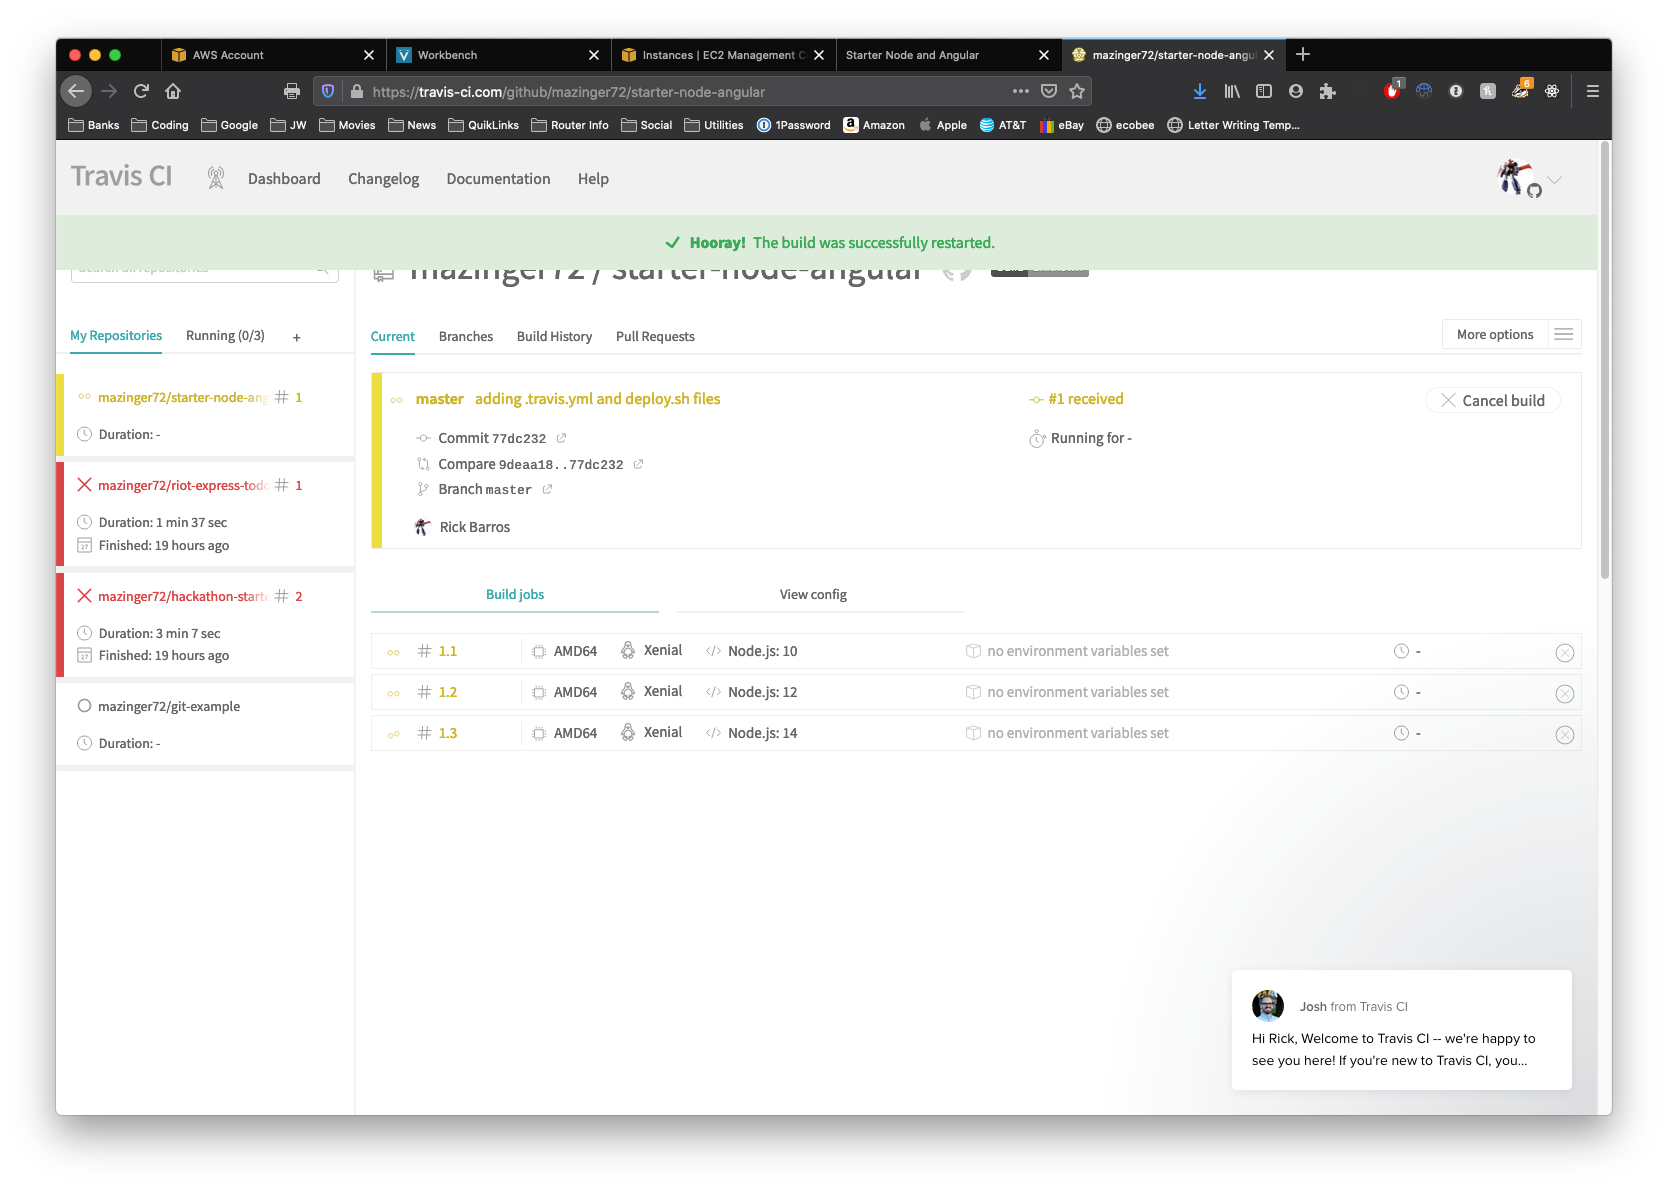 AWS Account
Workbench
Instances | EC2 Management C
Starter Node and Angular
mazinger72/starter-node-angu
https://travis-ci.com/github/mazinger72/starter-node-angular
1
6
Banks
Coding
Google
JW
Movies
News
QuikLinks
Router Info
Social
Utilities
1Password
Amazon
Apple
AT&T
eBay
ecobee
Letter Writing Temp...
Travis CI
Dashboard
Changelog
Documentation
Help
Hooray! The build was successfully restarted.
Search all repositories
mazinger72 / starter-node-angular
My Repositories
Running (0/3)
+
mazinger72/starter-node-ang # 1
Duration: -
mazinger72/riot-express-todo # 1
Duration: 1 min 37 sec
Finished: 19 hours ago
mazinger72/hackathon-starte # 2
Duration: 3 min 7 sec
Finished: 19 hours ago
mazinger72/git-example
Duration: -
Current
Branches
Build History
Pull Requests
More options
master adding .travis.yml and deploy.sh files
#1 received
Cancel build
Commit 77dc232
Running for -
Compare 9deaa18..77dc232
Branch master
Rick Barros
Build jobs
View config
# 1.1 AMD64 Xenial </> Node.js: 10 no environment variables set -
# 1.2 AMD64 Xenial </> Node.js: 12 no environment variables set -
# 1.3 AMD64 Xenial </> Node.js: 14 no environment variables set -
Josh from Travis CI
Hi Rick, Welcome to Travis CI -- we're happy to
see you here! If you're new to Travis CI, you...